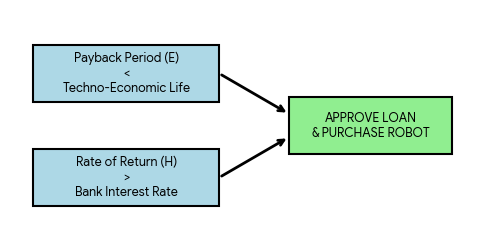 Payback Period (E)
<
Techno-Economic Life
Rate of Return (H)
>
Bank Interest Rate
APPROVE LOAN
& PURCHASE ROBOT